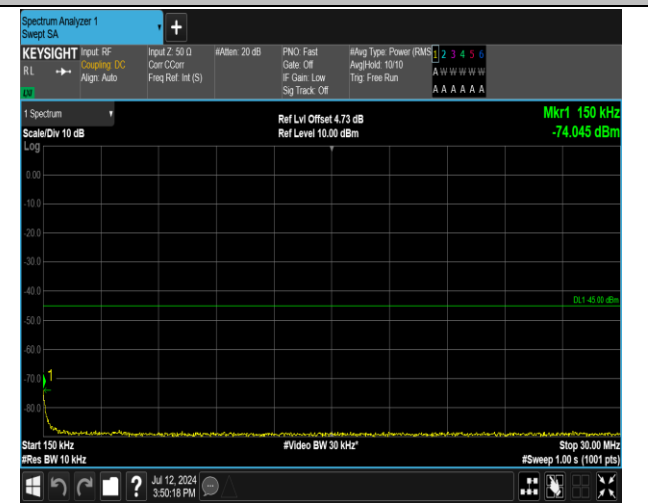 Spectrum Analyzer 1
Swept SA
+
KEYSIGHT Input: RF Input Z: 50 Ω #Atten: 20 dB PNO: Fast #Avg Type: Power (RMS 1 2 3 4 5 6
RL Coupling: DC Corr CCorr Gate: Off Avg|Hold: 10/10 A W W W W W
Align: Auto Freq Ref: Int (S) IF Gain: Low Trig: Free Run
Sig Track: Off A A A A A A
1 Spectrum Ref Lvl Offset 4.73 dB Mkr1 150 kHz
Scale/Div 10 dB Ref Level 10.00 dBm -74.045 dBm
Log
0.00
-10.0
-20.0
-30.0
-40.0
DL1 -45.00 dBm
-50.0
-60.0
-70.0 1
-80.0
Start 150 kHz #Video BW 30 kHz* Stop 30.00 MHz
#Res BW 10 kHz #Sweep 1.00 s (1001 pts)
? Jul 12, 2024
3:50:18 PM